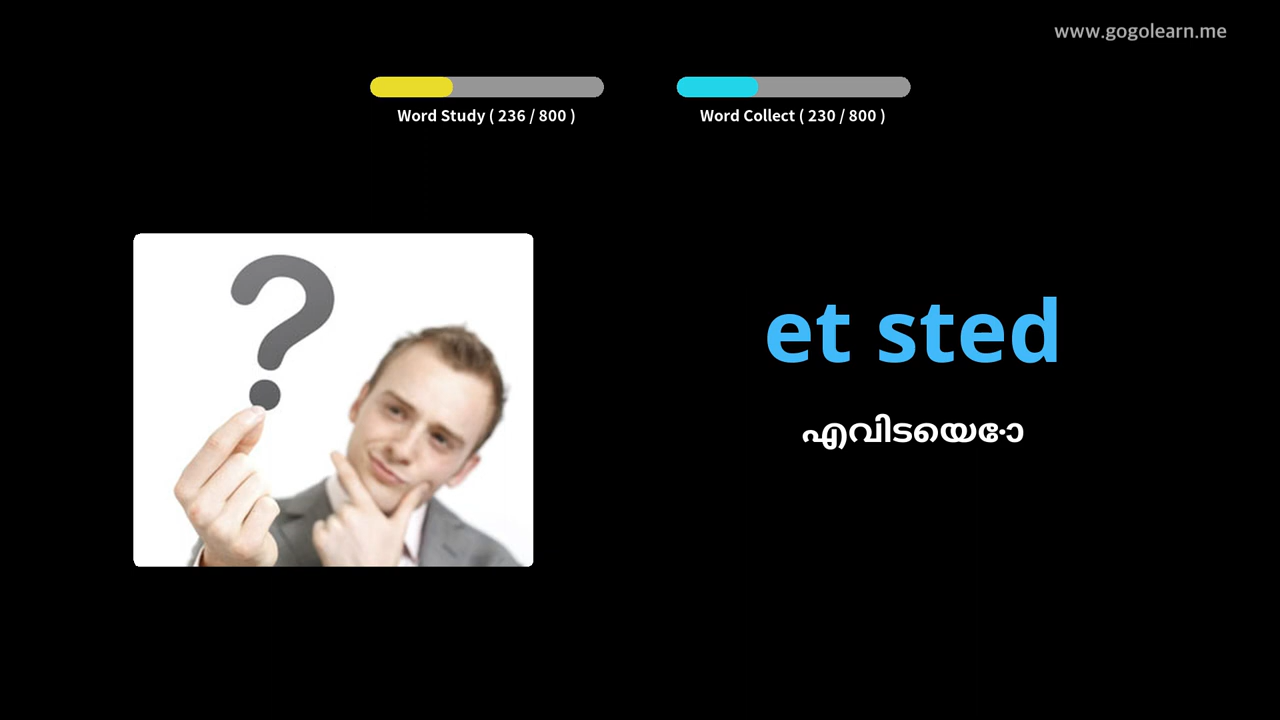 www.gogolearn.me
Word Study ( 236 / 800 )
Word Collect ( 230 / 800 )
?
et sted
എവിടയെോ